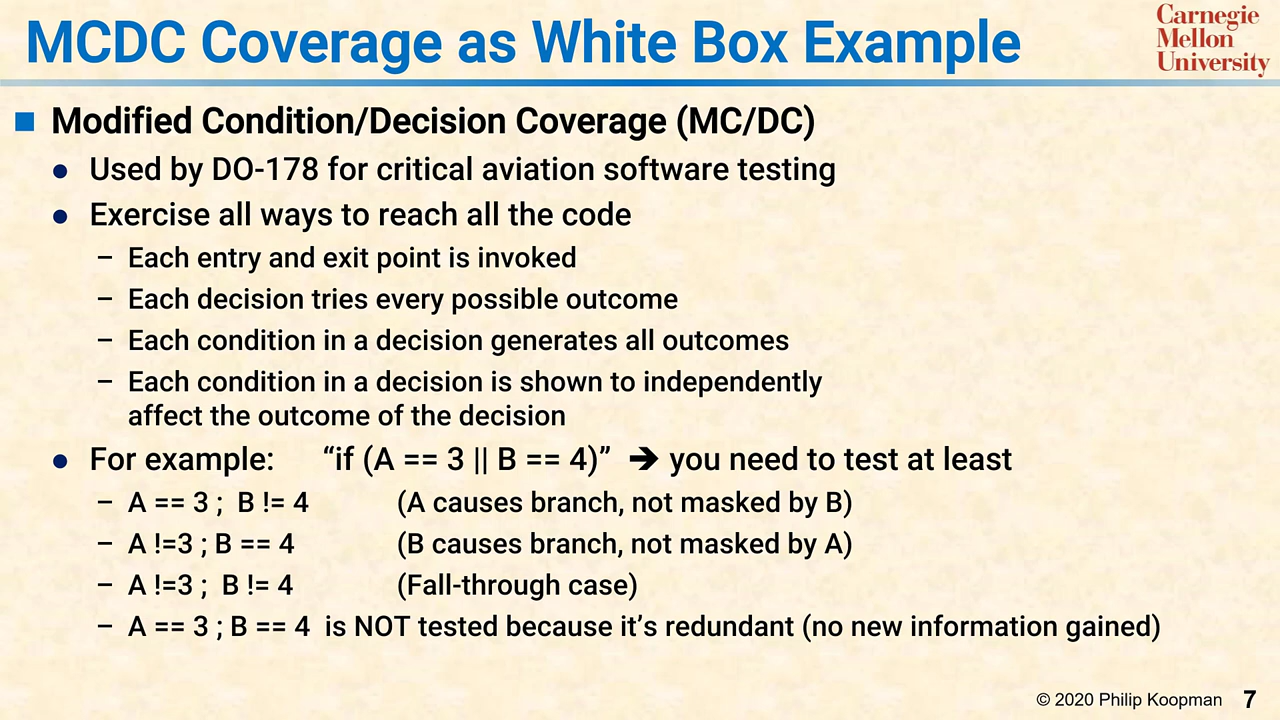 MCDC Coverage as White Box Example
Carnegie
Mellon
University
■ Modified Condition/Decision Coverage (MC/DC)
● Used by DO-178 for critical aviation software testing
● Exercise all ways to reach all the code
– Each entry and exit point is invoked
– Each decision tries every possible outcome
– Each condition in a decision generates all outcomes
– Each condition in a decision is shown to independently
affect the outcome of the decision
● For example: “if (A == 3 || B == 4)” ➔ you need to test at least
– A == 3 ; B != 4 (A causes branch, not masked by B)
– A !=3 ; B == 4 (B causes branch, not masked by A)
– A !=3 ; B != 4 (Fall-through case)
– A == 3 ; B == 4 is NOT tested because it’s redundant (no new information gained)
© 2020 Philip Koopman 7